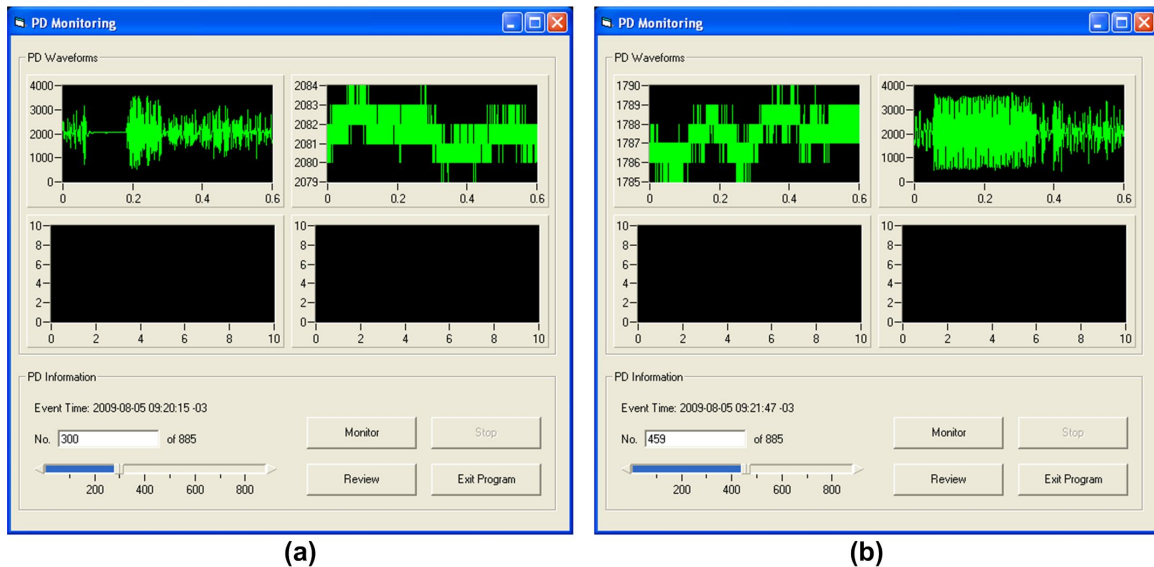 PD Monitoring
PD Waveforms
4000
3000
2000
1000
0
0 0.2 0.4 0.6
2084
2083
2082
2081
2080
2079
0 0.2 0.4 0.6
10
8
6
4
2
0
0 2 4 6 8 10
10
8
6
4
2
0
0 2 4 6 8 10
PD Information
Event Time: 2009-08-05 09:20:15 -03
No. 300 of 885
200 400 600 800
Monitor Stop
Review Exit Program
(a)
PD Monitoring
PD Waveforms
1790
1789
1788
1787
1786
1785
0 0.2 0.4 0.6
4000
3000
2000
1000
0
0 0.2 0.4 0.6
10
8
6
4
2
0
0 2 4 6 8 10
10
8
6
4
2
0
0 2 4 6 8 10
PD Information
Event Time: 2009-08-05 09:21:47 -03
No. 459 of 885
200 400 600 800
Monitor Stop
Review Exit Program
(b)